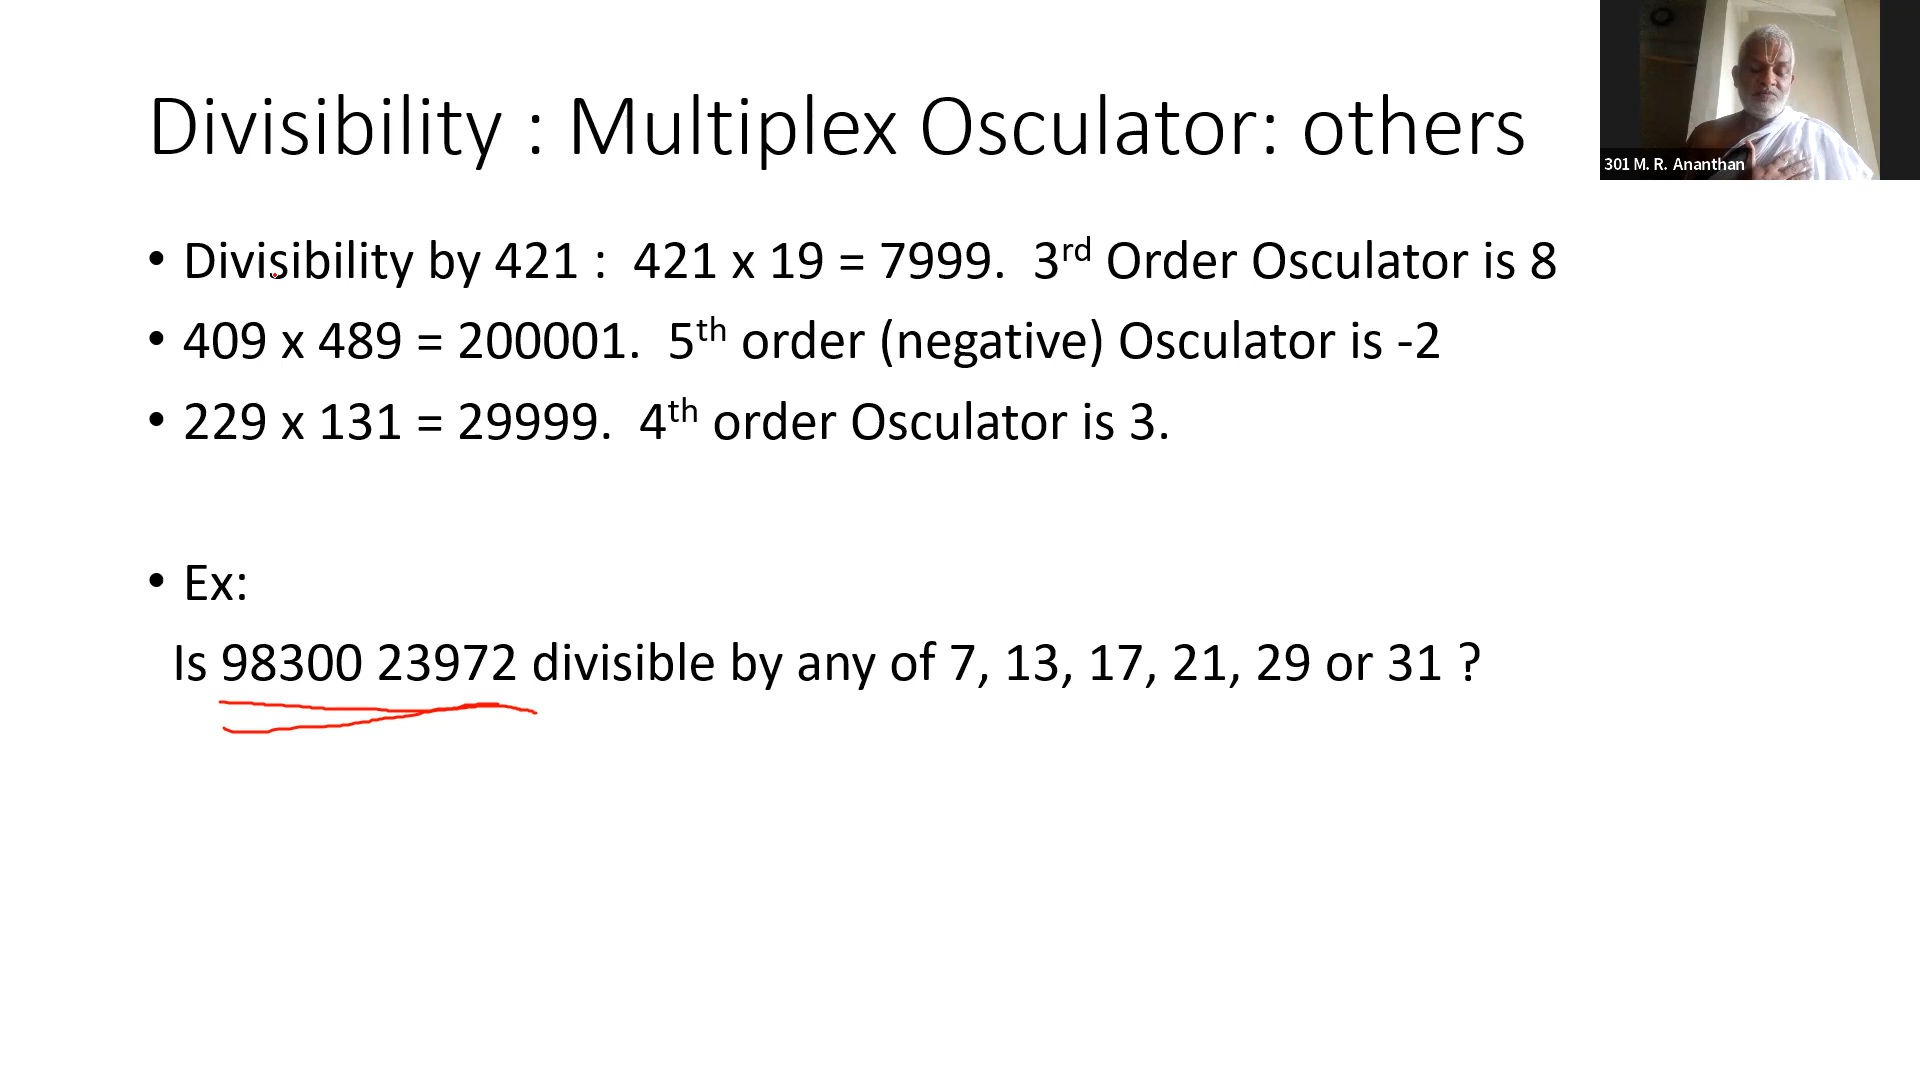 Divisibility : Multiplex Osculator: others
301 M. R. Ananthan
• Divisibility by 421 : 421 x 19 = 7999. 3rd Order Osculator is 8
• 409 x 489 = 200001. 5th order (negative) Osculator is -2
• 229 x 131 = 29999. 4th order Osculator is 3.
• Ex:
Is 98300 23972 divisible by any of 7, 13, 17, 21, 29 or 31 ?